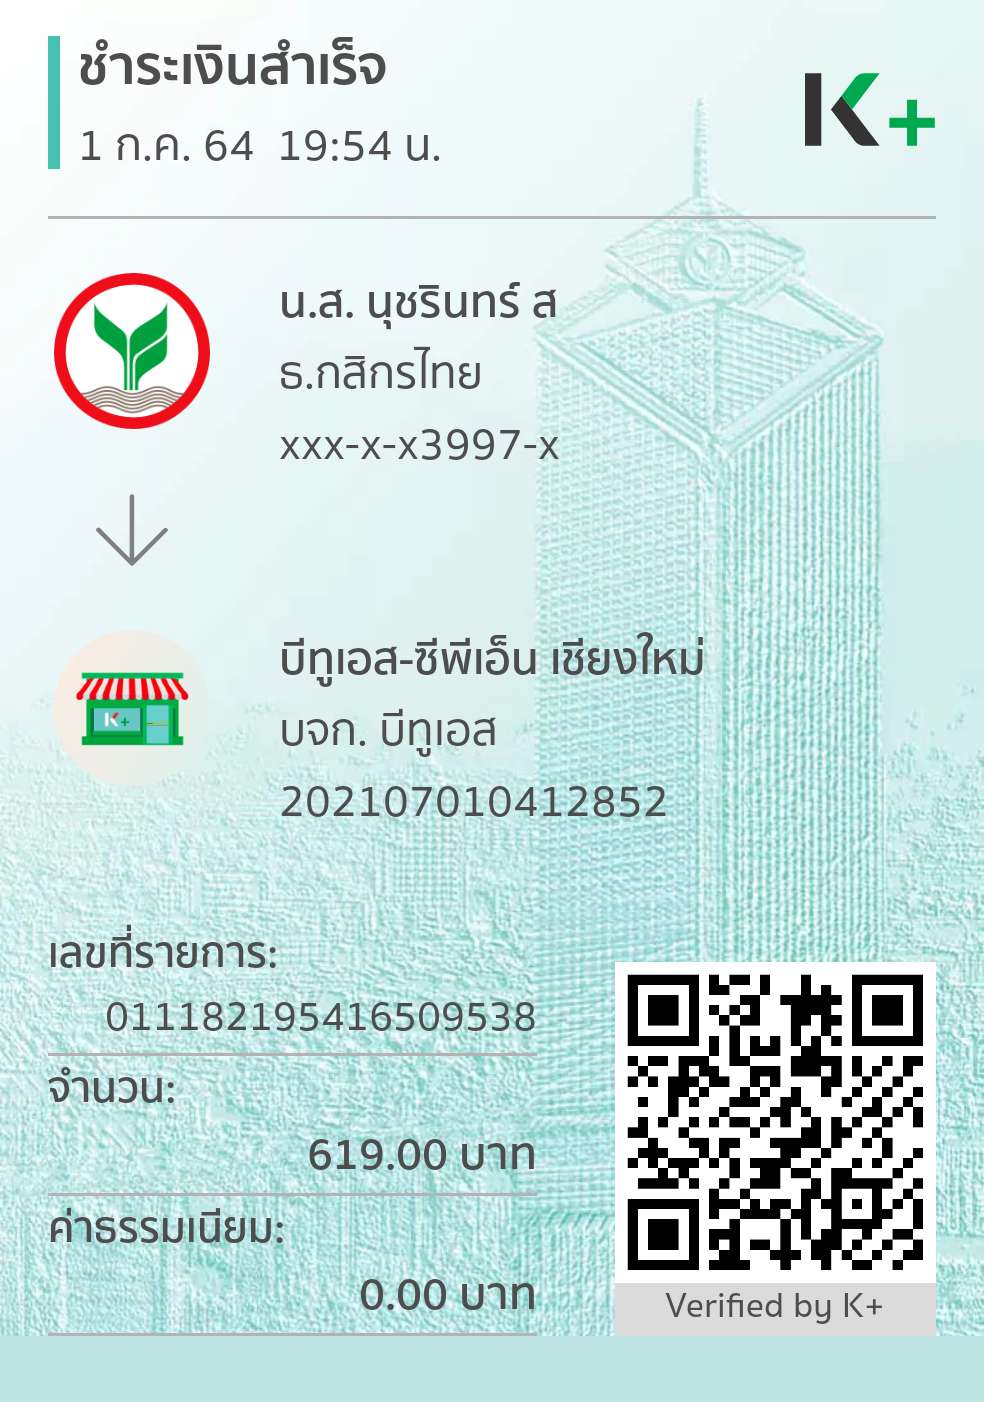 ชำระเงินสำเร็จ
1 ก.ค. 64 19:54 น.
K+
น.ส. นุชรินทร์ ส
ธ.กสิกรไทย
xxx-x-x3997-x
K+
บีทูเอส-ซีพีเอ็น เชียงใหม่
บจก. บีทูเอส
202107010412852
เลขที่รายการ:
011182195416509538
จำนวน:
619.00 บาท
ค่าธรรมเนียม:
0.00 บาท
Verified by K+